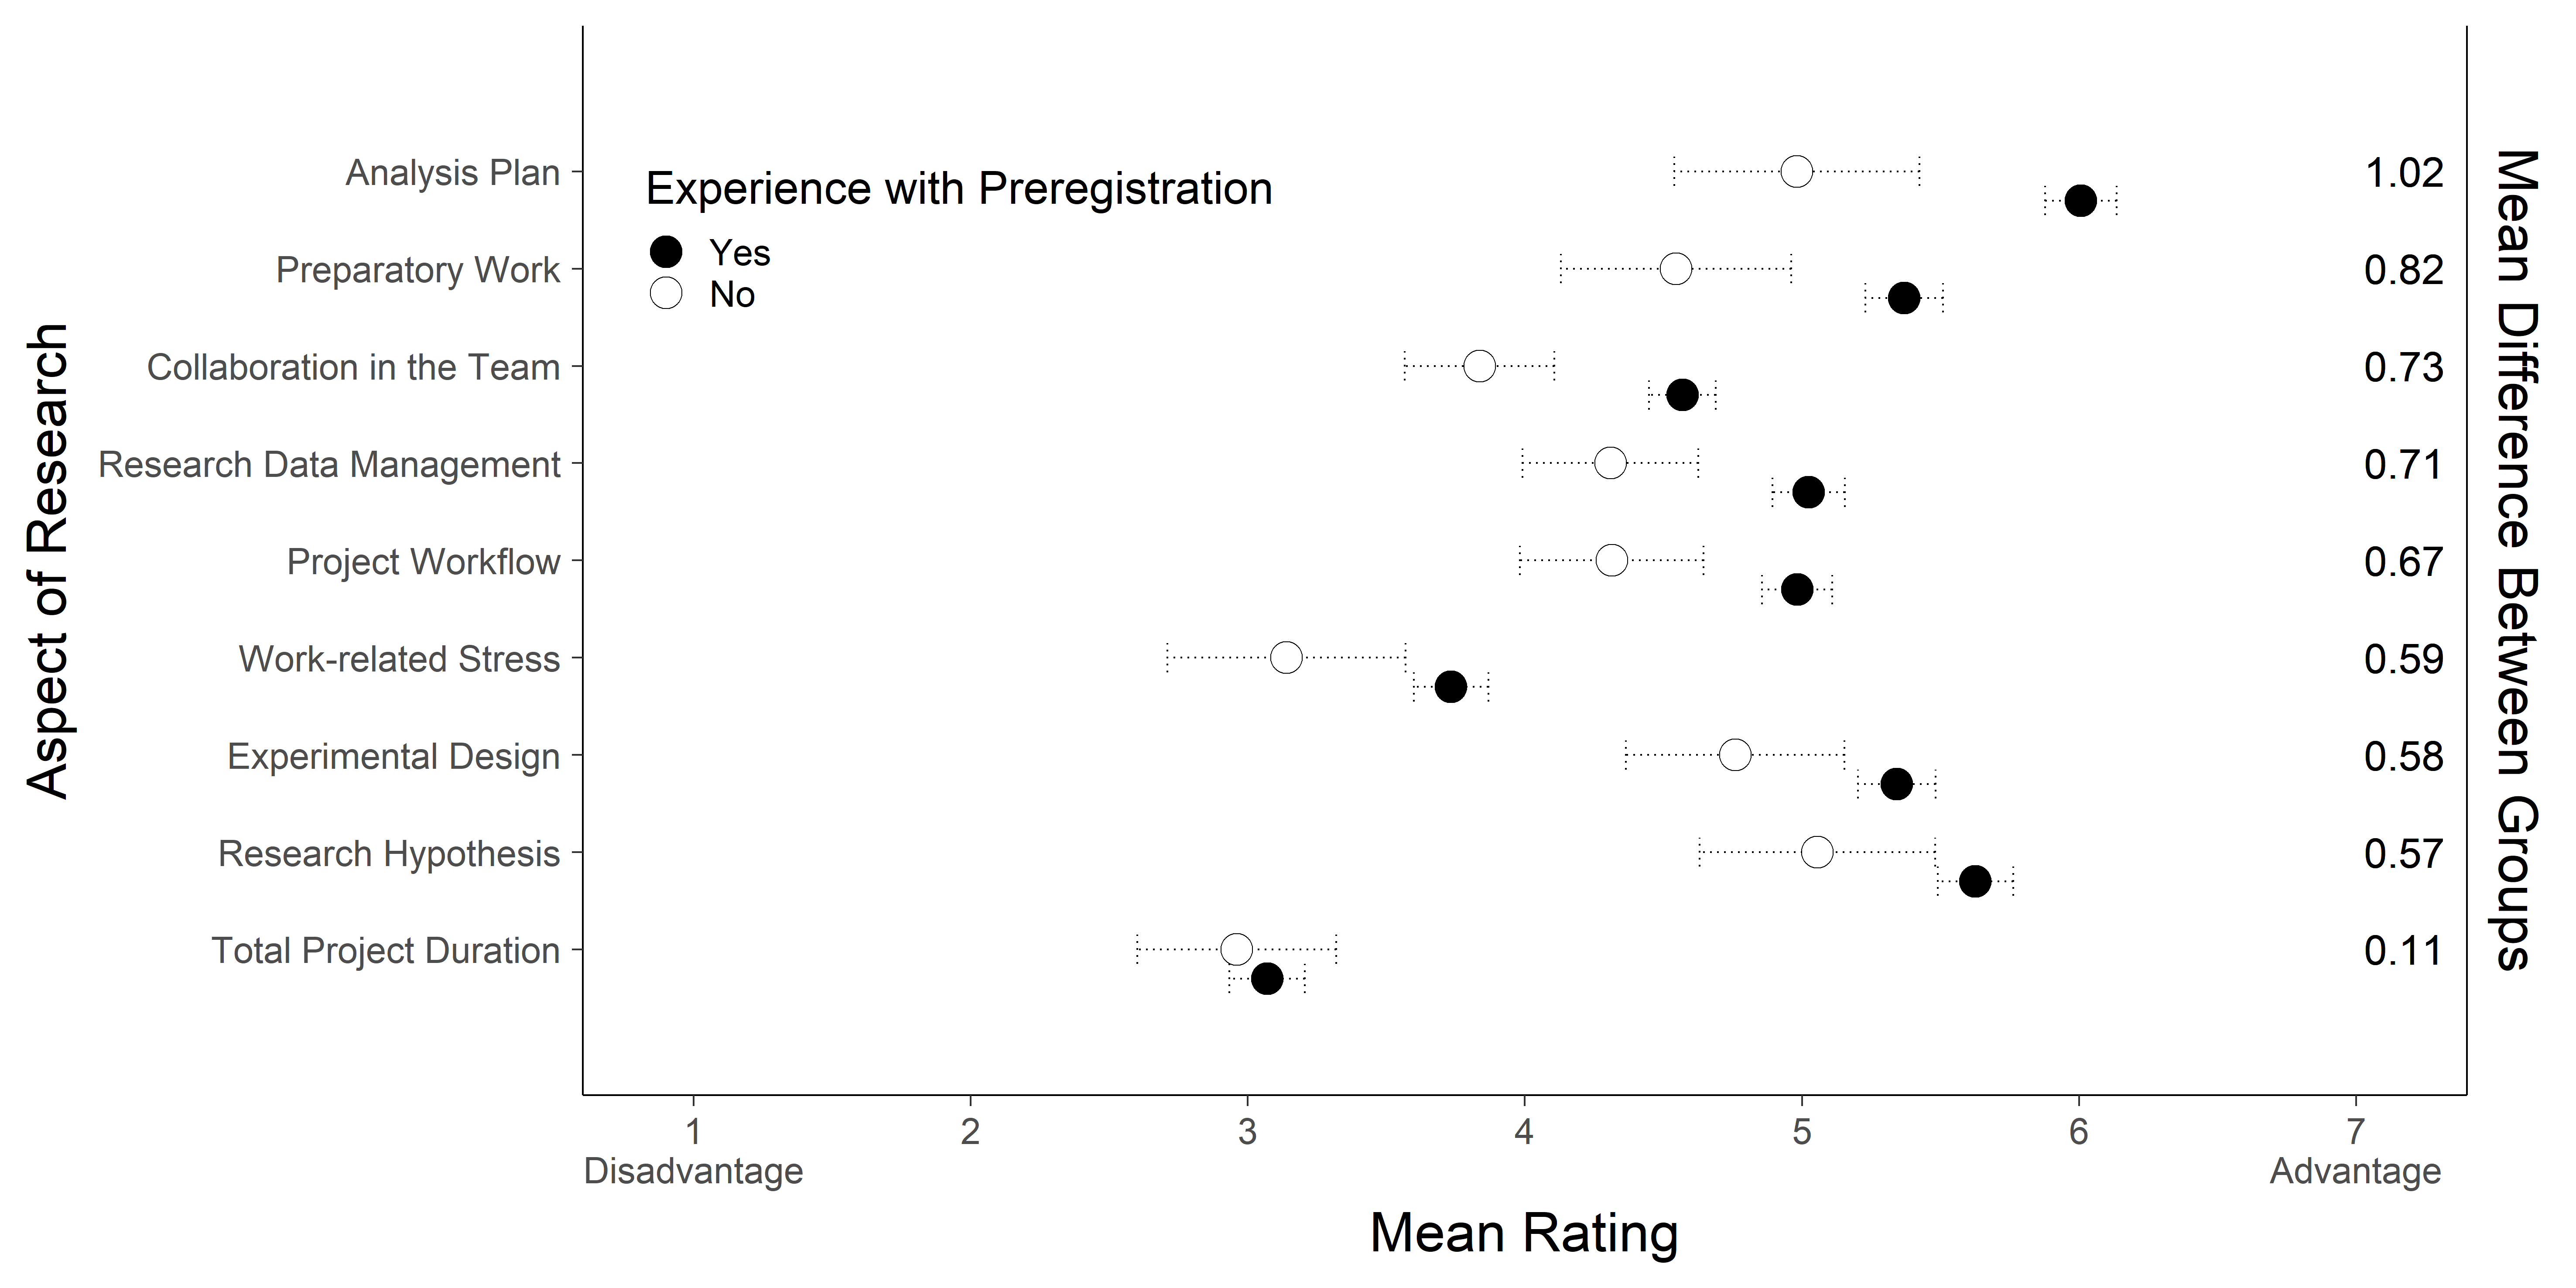 Aspect of Research
Analysis Plan
Preparatory Work
Collaboration in the Team
Research Data Management
Project Workflow
Work-related Stress
Experimental Design
Research Hypothesis
Total Project Duration
Experience with Preregistration
Yes
No
1.02
0.82
0.73
0.71
0.67
0.59
0.58
0.57
0.11
Mean Difference Between Groups
1 2 3 4 5 6 7
Disadvantage Advantage
Mean Rating